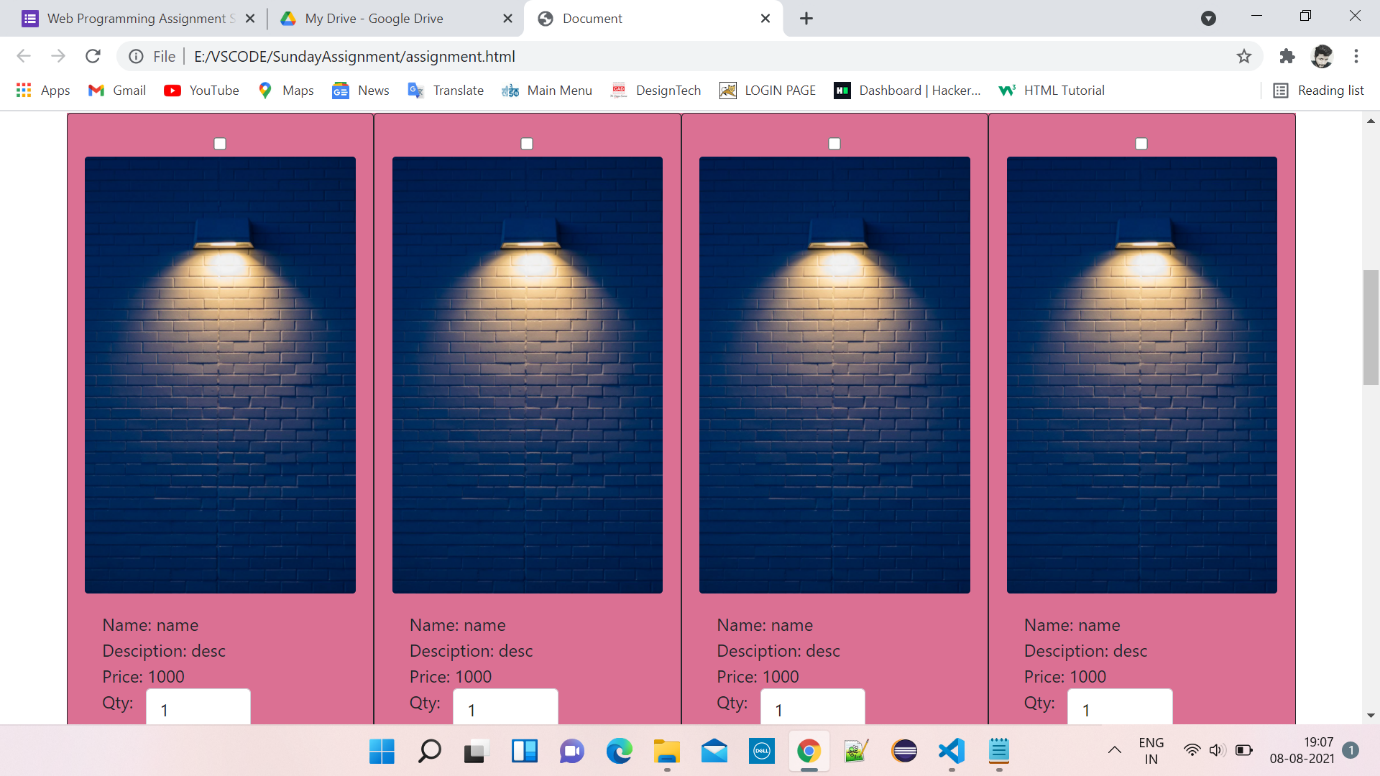 Web Programming Assignment S
My Drive - Google Drive
Document
File | E:/VSCODE/SundayAssignment/assignment.html
Apps Gmail YouTube Maps News Translate Main Menu DesignTech LOGIN PAGE Dashboard | Hacker... HTML Tutorial Reading list
Name: name Name: name Name: name Name: name
Desciption: desc Desciption: desc Desciption: desc Desciption: desc
Price: 1000 Price: 1000 Price: 1000 Price: 1000
Qty: 1 Qty: 1 Qty: 1 Qty: 1
ENG 19:07
IN 08-08-2021 1